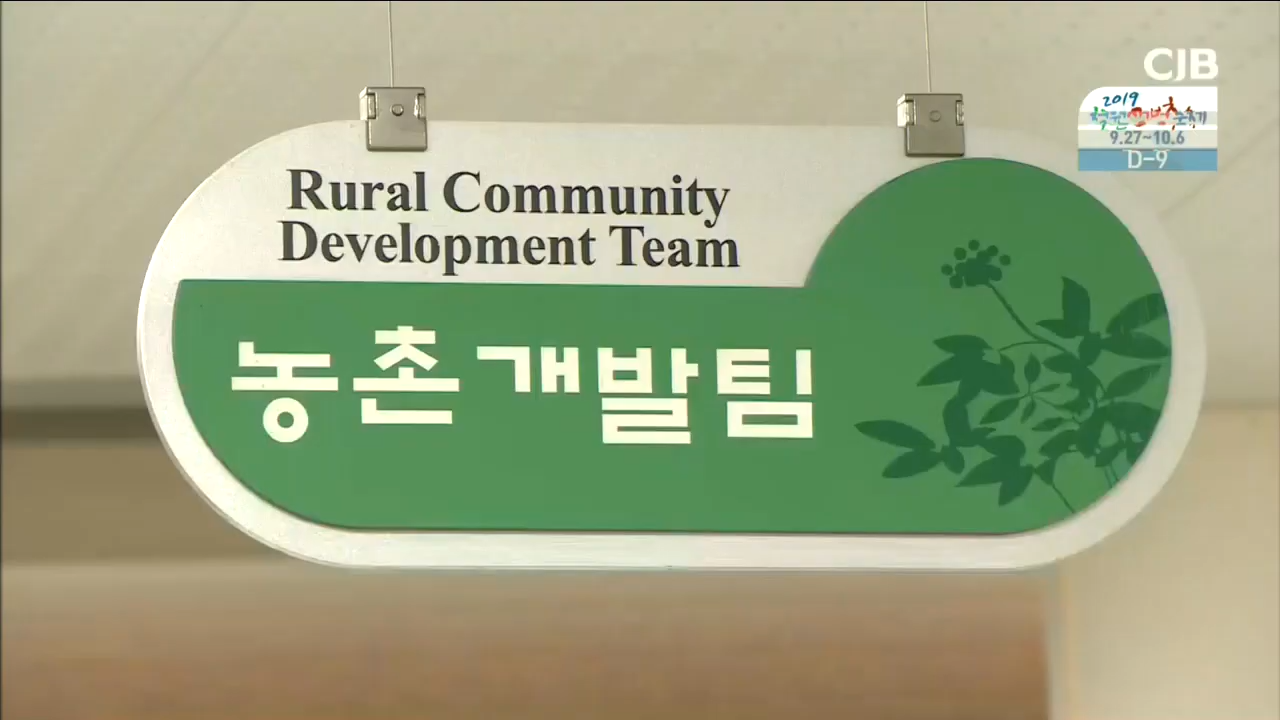 CJB
2019
9.27~10.6
D-9
Rural Community
Development Team
농촌개발팀